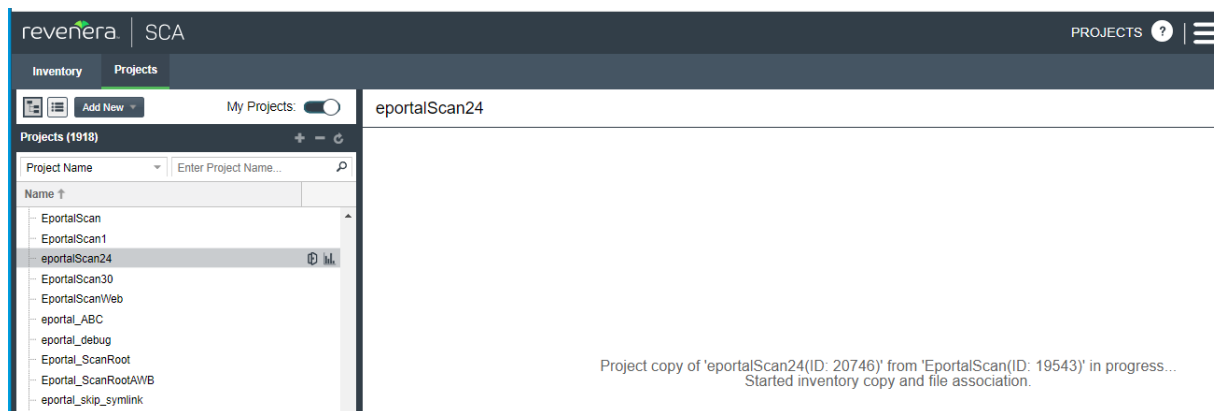 revenera. SCA
PROJECTS ?
Inventory Projects
Add New My Projects:
eportalScan24
Projects (1918)
Project Name Enter Project Name...
Name
EportalScan
EportalScan1
eportalScan24
EportalScan30
EportalScanWeb
eportal_ABC
eportal_debug
Eportal_ScanRoot
Eportal_ScanRootAWB
eportal_skip_symlink
Project copy of 'eportalScan24(ID: 20746)' from 'EportalScan(ID: 19543)' in progress...
Started inventory copy and file association.